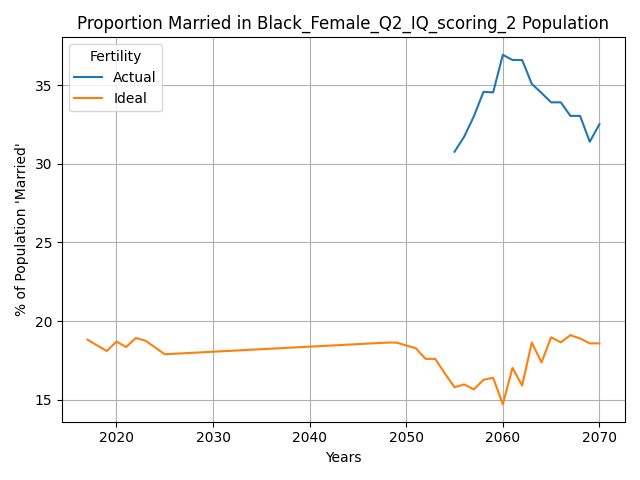 Proportion Married in Black_Female_Q2_IQ_scoring_2 Population
Fertility
Actual
Ideal
% of Population 'Married'
35
30
25
20
15
2020
2030
2040
2050
2060
2070
Years